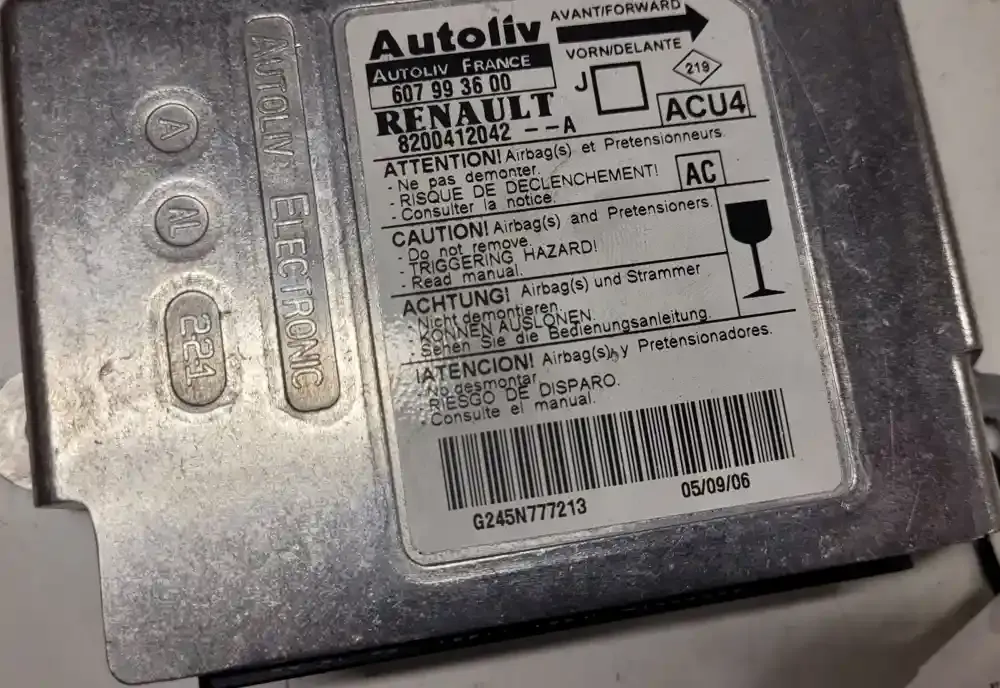 Autoliv
AVANT/FORWARD
VORN/DELANTE
AUTOLIV FRANCE
607 99 36 00
J
219
RENAULT
8200412042 --A
ACU4
ATTENTION! Airbag(s) et Pretensionneurs.
- Ne pas demonter.
- RISQUE DE DECLENCHEMENT!
- Consulter la notice.
AC
CAUTION! Airbag(s) and Pretensioners.
- Do not remove.
- TRIGGERING HAZARD!
- Read manual.
ACHTUNG! Airbag(s) und Strammer
- Nicht demontieren.
- KONNEN AUSLONEN.
- Sehen Sie die Bedienungsanleitung.
¡ATENCION! Airbag(s) y Pretensionadores.
- No desmontar
- RIESGO DE DISPARO.
- Consulte el manual.
G245N777213
05/09/06
AUTOLIV ELECTRONIC
A
AL
221